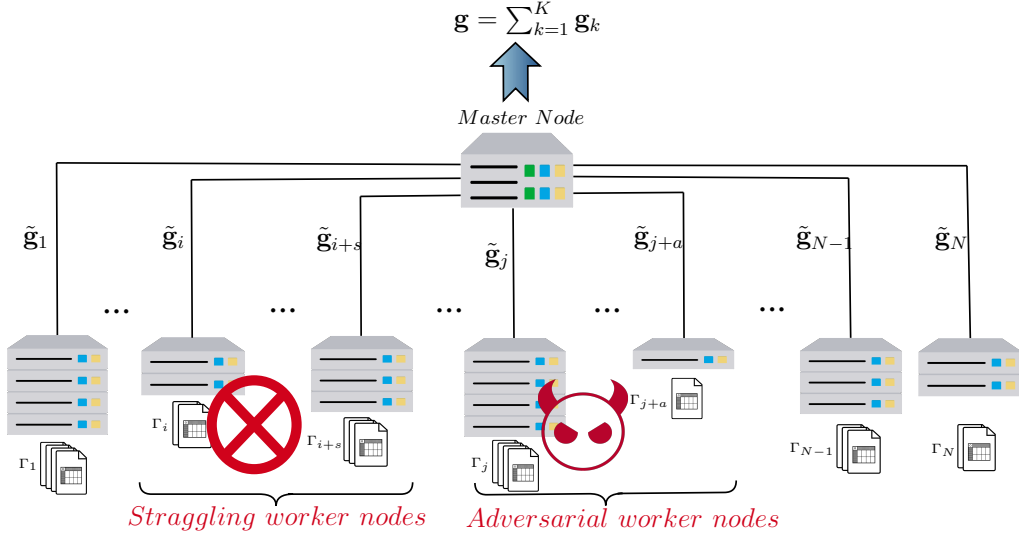 𝐠 = ∑_{k=1}^{K} 𝐠_k
Master Node
𝐠̃_1
𝐠̃_i
𝐠̃_{i+s}
𝐠̃_j
𝐠̃_{j+a}
𝐠̃_{N−1}
𝐠̃_N
... ... ... ... ... ...
Γ_1
Γ_i
Γ_{i+s}
Γ_j
Γ_{j+a}
Γ_{N−1}
Γ_N
Straggling worker nodes
Adversarial worker nodes